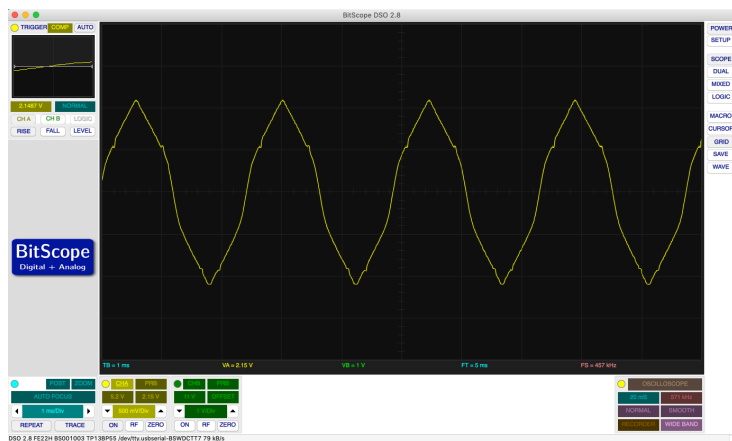 BitScope DSO 2.8
TRIGGER COMP AUTO
2.1487 V NORMAL
CH A CH B LOGIC
RISE FALL LEVEL
BitScope
Digital + Analog
POWER
SETUP
SCOPE
DUAL
MIXED
LOGIC
MACRO
CURSOR
GRID
SAVE
WAVE
TB = 1 ms VA = 2.15 V VB = 1 V FT = 5 ms FS = 457 kHz
POST ZOOM
AUTO FOCUS
1 ms/Div
REPEAT TRACE
CHA PRB
5.2 V 2.15 V
500 mV/Div
ON RF ZERO
CHB PRB
11 V OFFSET
1 V/Div
ON RF ZERO
OSCILLOSCOPE
20 mS 571 kHz
NORMAL SMOOTH
RECORDER WIDE BAND
DSO 2.8 FE22H BS001003 TP13BP55 /dev/tty.usbserial-BSWDCTT7 79 kB/s